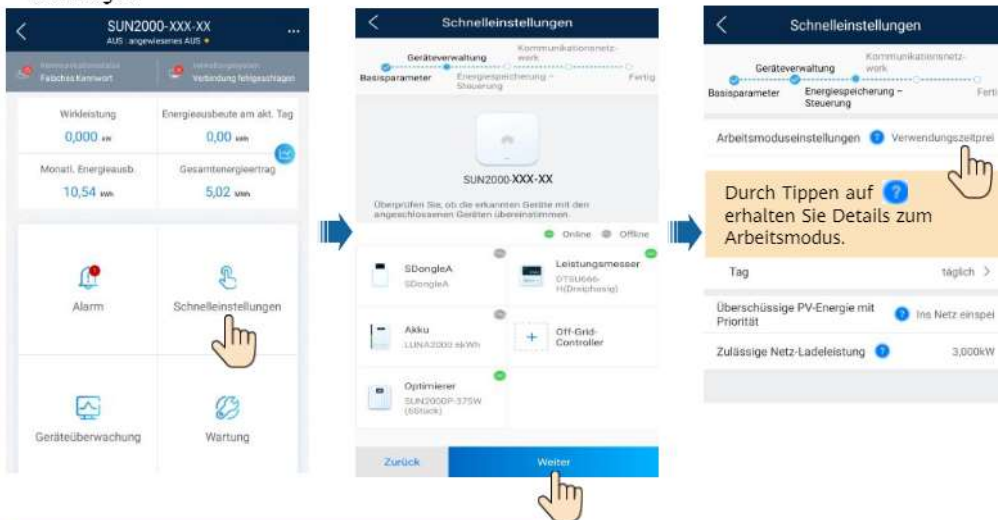 SUN2000-XXX-XX
AUS : angewiesenes AUS
Falsches Kennwort
Verbindung fehlgeschlagen
Wirkleistung
Energieausbeute am akt. Tag
0,000 kW
0,00 kWh
Monatl. Energieausb.
Gesamtenergieertrag
10,54 kWh
5,02 MWh
Alarm
Schnelleinstellungen
Geräteüberwachung
Wartung
Schnelleinstellungen
Geräteverwaltung
Kommunikationsnetz-
werk
Basisparameter
Energiespeicherung –
Steuerung
Fertig
SUN2000-XXX-XX
Überprüfen Sie, ob die erkannten Geräte mit den
angeschlossenen Geräten übereinstimmen.
Online
Offline
SDongleA
SDongleA
Leistungsmesser
DTSU666-
H(Dreiphasig)
Akku
LUNA2000 6kWh
Off-Grid-
Controller
Optimierer
SUN2000P-375W
(6Stück)
Zurück
Weiter
Schnelleinstellungen
Geräteverwaltung
Kommunikationsnetz-
werk
Basisparameter
Energiespeicherung –
Steuerung
Ferti
Arbeitsmoduseinstellungen ? Verwendungszeitprei
Durch Tippen auf ?
erhalten Sie Details zum
Arbeitsmodus.
Tag
täglich >
Überschüssige PV-Energie mit
Priorität
? Ins Netz einspei
Zulässige Netz-Ladeleistung ? 3,000kW